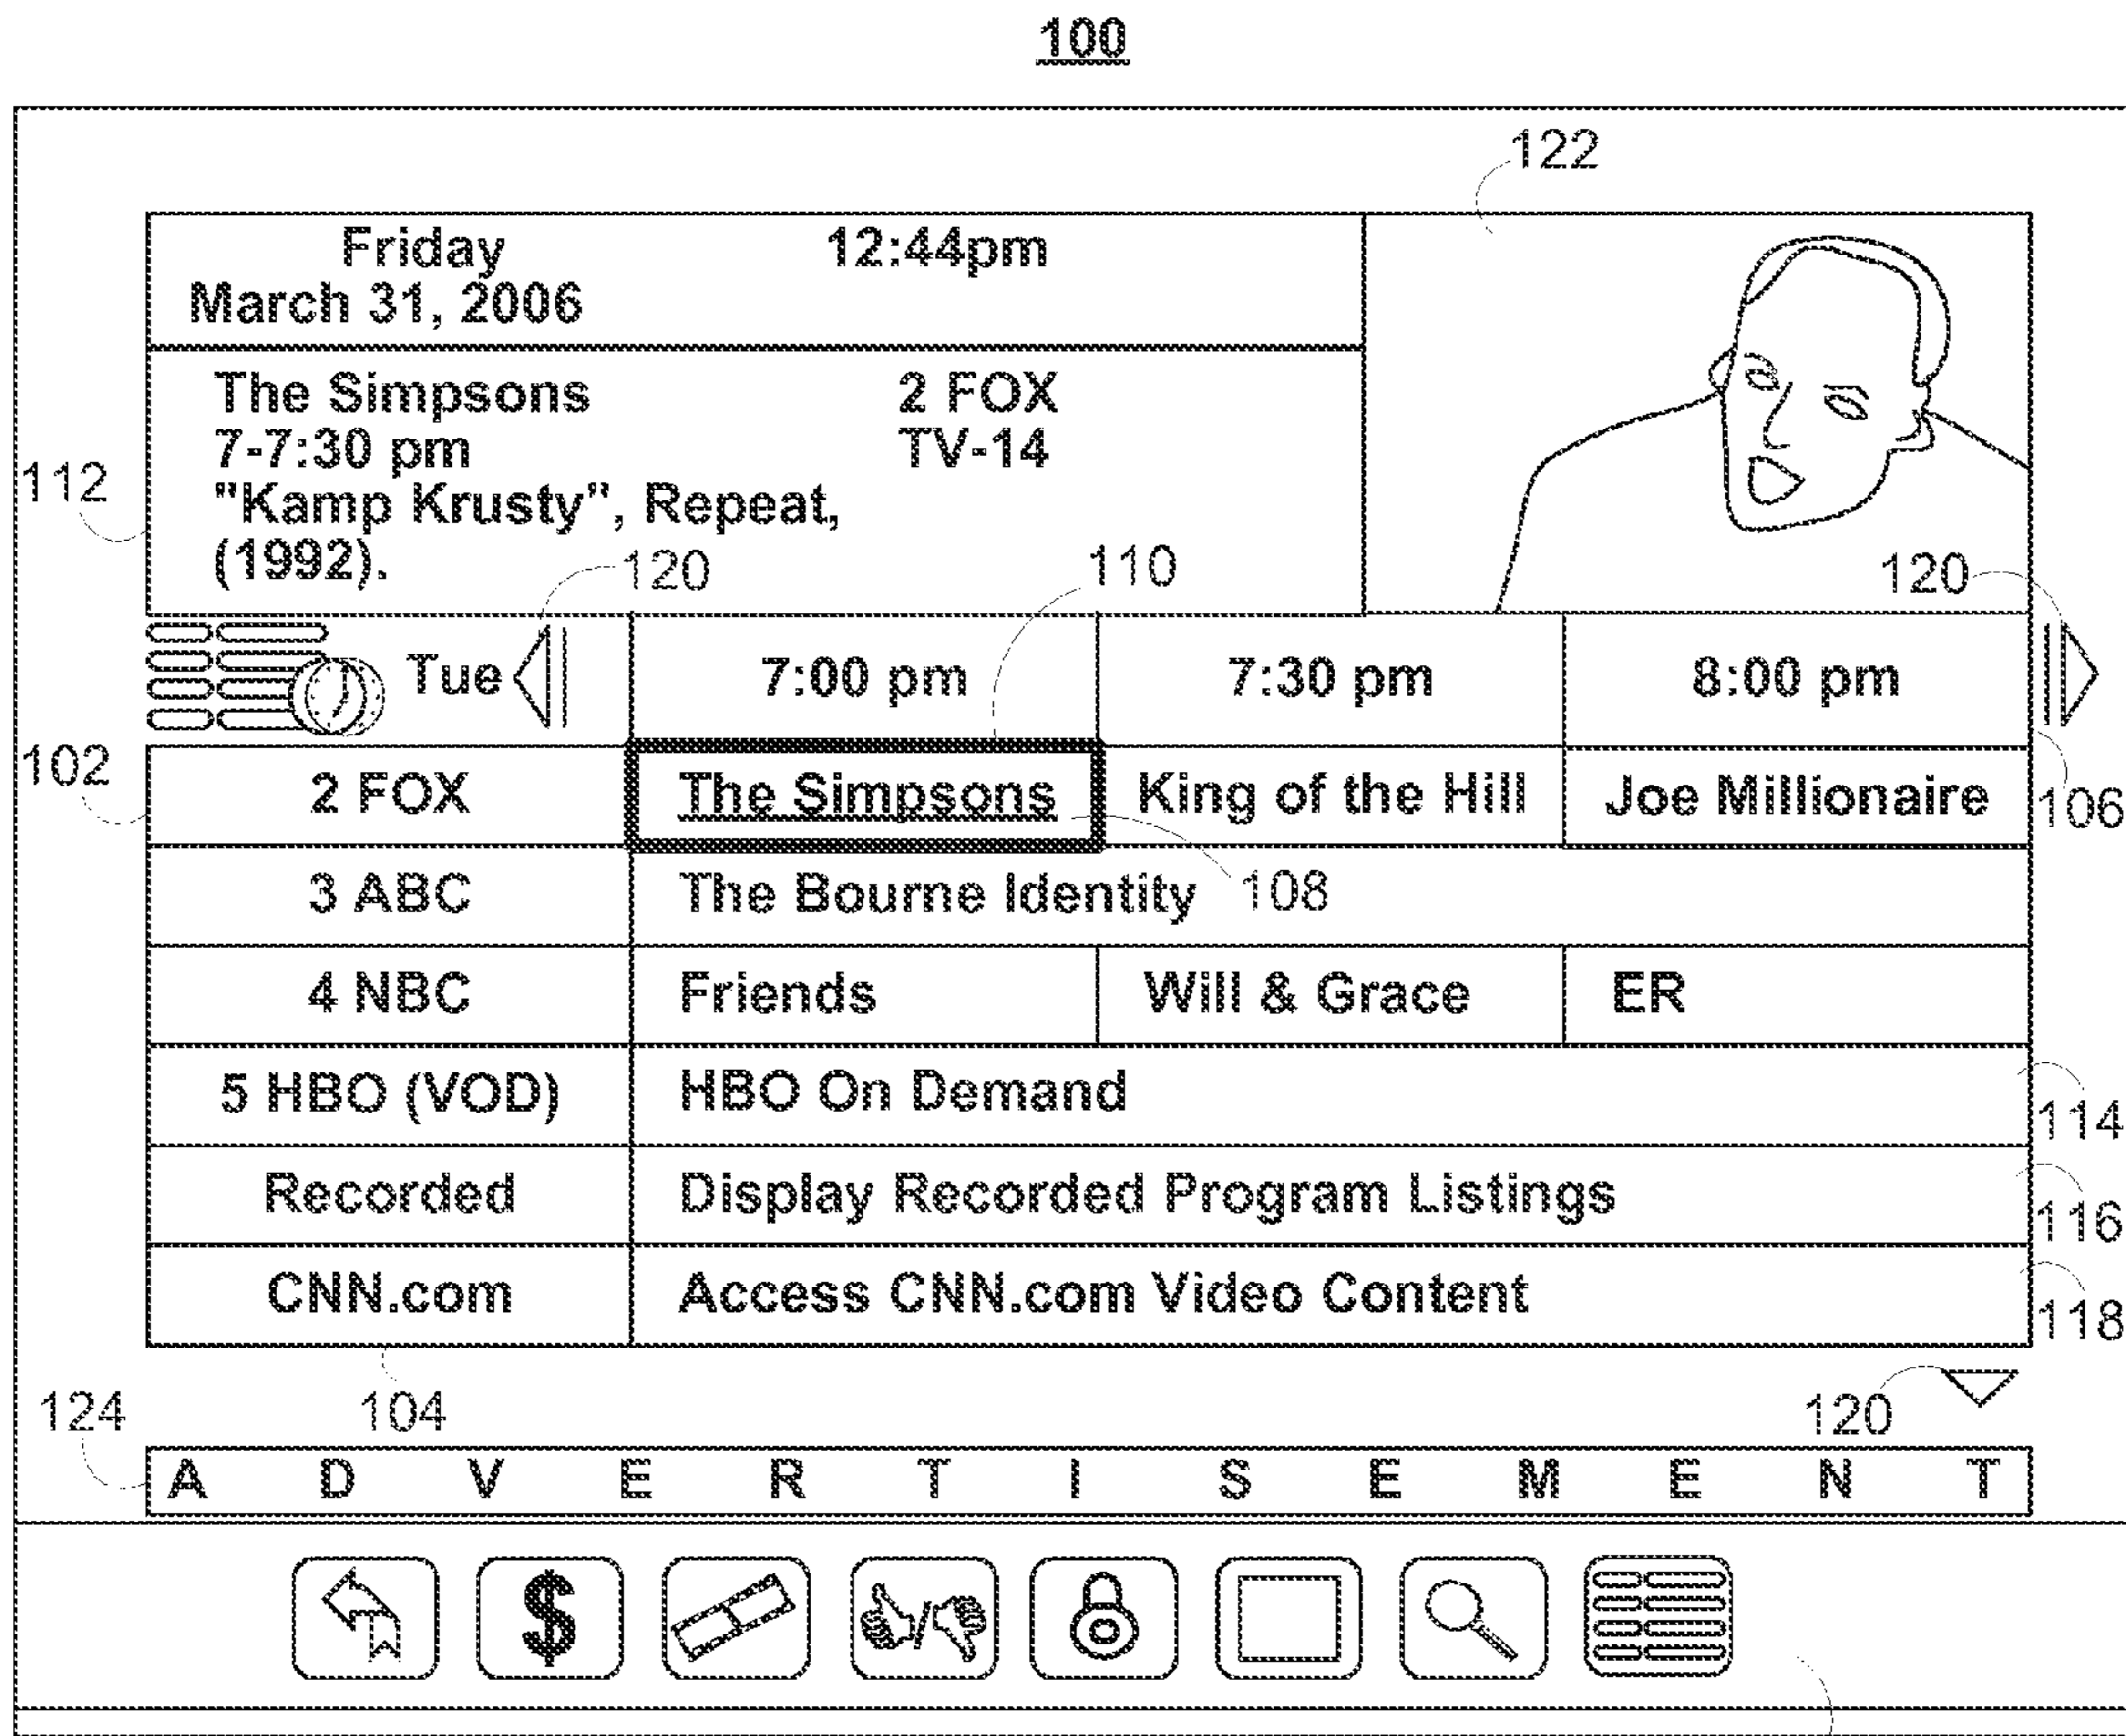 100
122
Friday 12:44pm
March 31, 2006
The Simpsons 2 FOX
7-7:30 pm TV-14
112
"Kamp Krusty", Repeat,
(1992).
120 110 120
Tue 7:00 pm 7:30 pm 8:00 pm
102
2 FOX The Simpsons King of the Hill Joe Millionaire 106
3 ABC The Bourne Identity 108
4 NBC Friends Will & Grace ER
5 HBO (VOD) HBO On Demand
114
Recorded Display Recorded Program Listings
116
CNN.com Access CNN.com Video Content
118
124 104 120
A D V E R T I S E M E N T
$